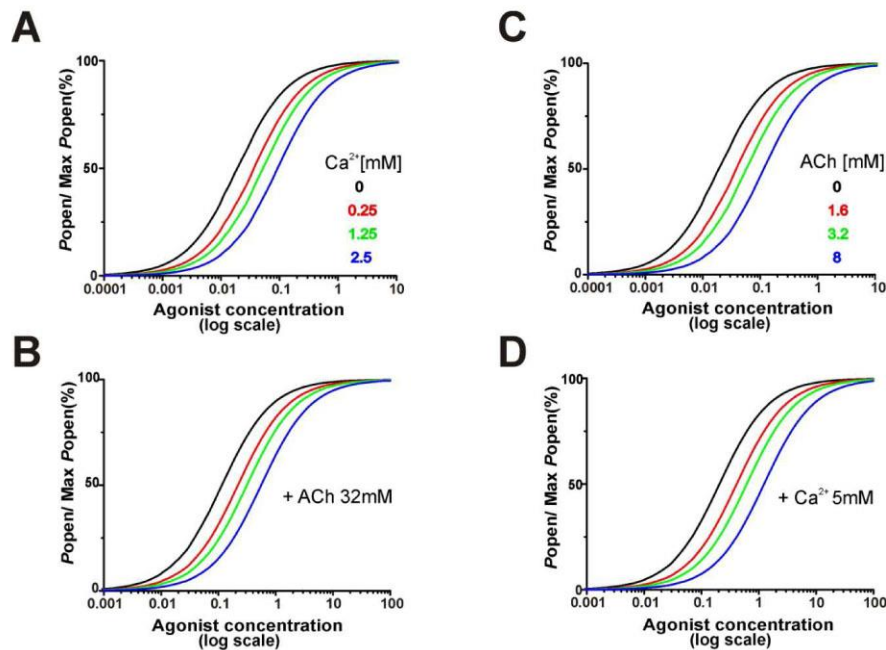 A
Popen/ Max Popen(%)
100
50
0
Ca²⁺[mM]
0
0.25
1.25
2.5
0.0001 0.001 0.01 0.1 1 10
Agonist concentration
(log scale)
C
Popen/ Max Popen(%)
100
50
0
ACh [mM]
0
1.6
3.2
8
0.0001 0.001 0.01 0.1 1 10
Agonist concentration
(log scale)
B
Popen/ Max Popen(%)
100
50
0
+ ACh 32mM
0.001 0.01 0.1 1 10 100
Agonist concentration
(log scale)
D
Popen/ Max Popen(%)
100
50
0
+ Ca²⁺ 5mM
0.001 0.01 0.1 1 10 100
Agonist concentration
(log scale)